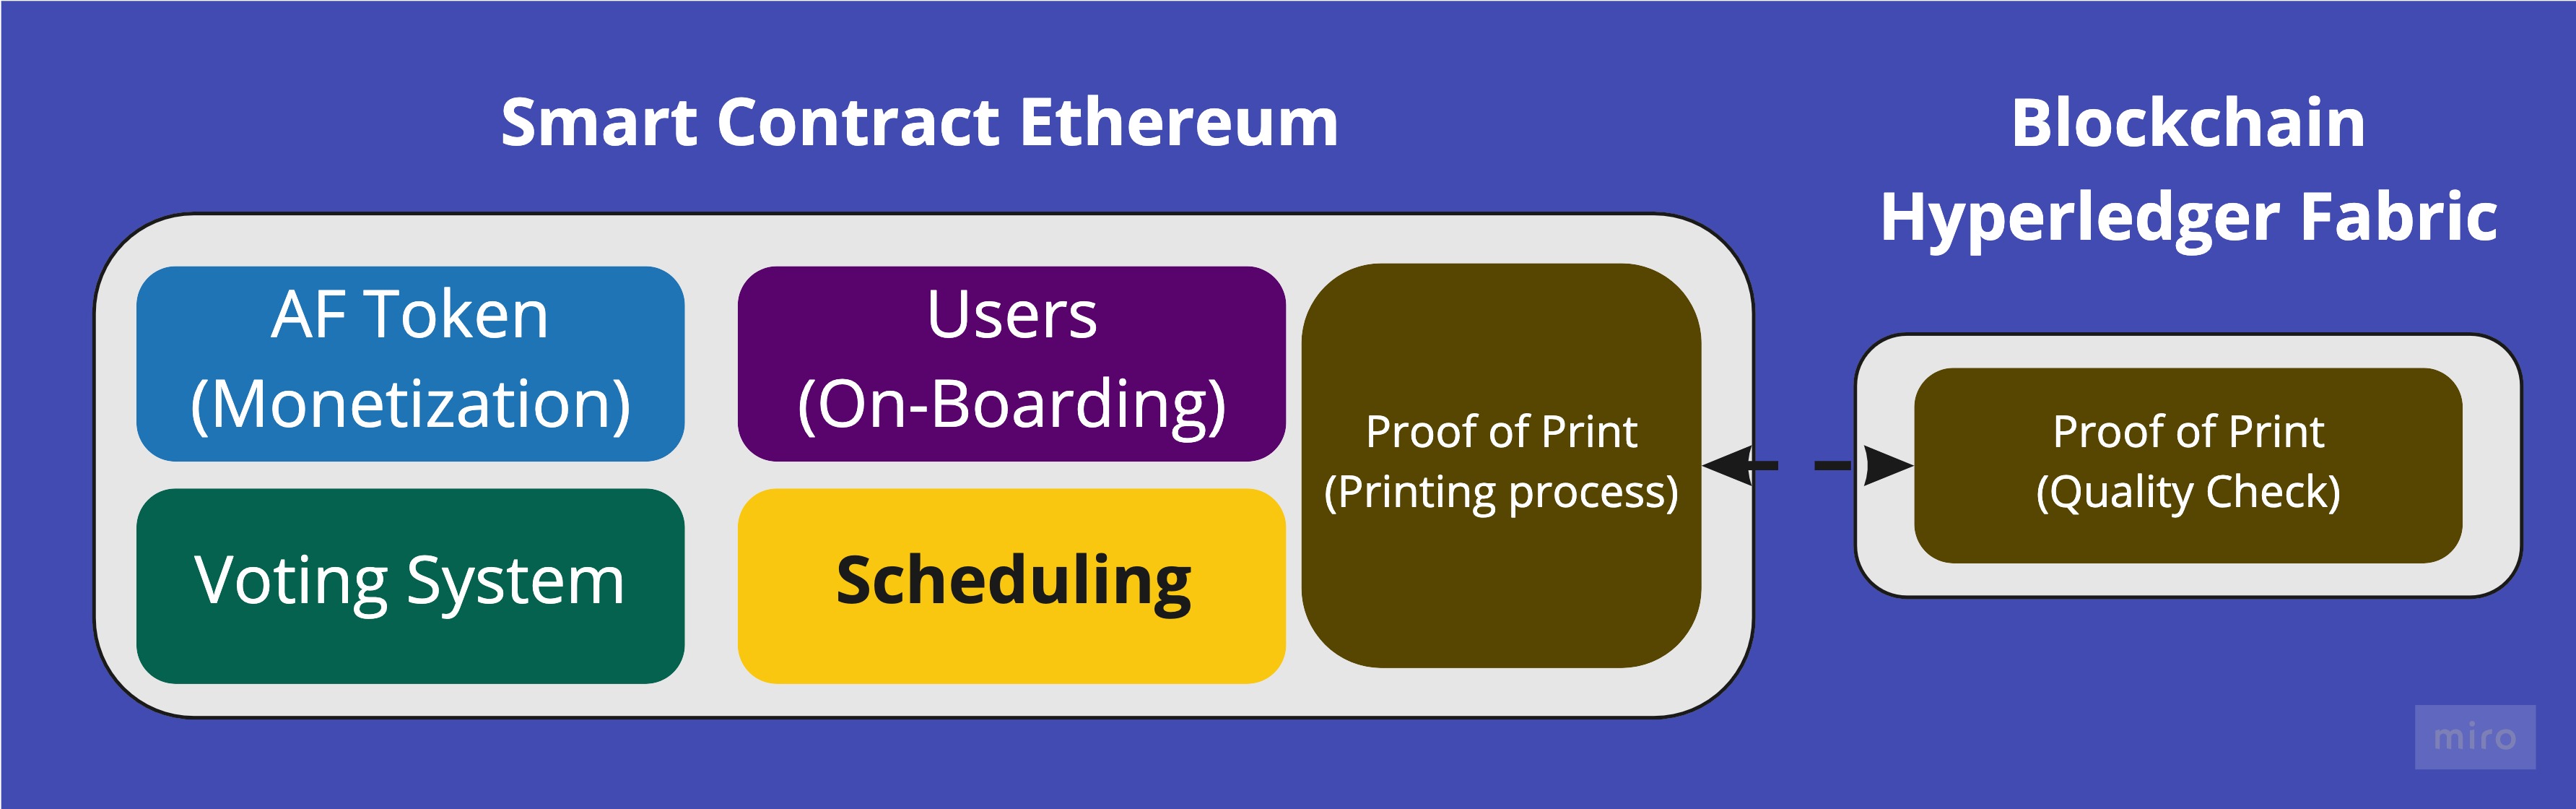 Smart Contract Ethereum
Blockchain
Hyperledger Fabric
AF Token
(Monetization)
Users
(On-Boarding)
Voting System
Scheduling
Proof of Print
(Printing process)
Proof of Print
(Quality Check)
miro